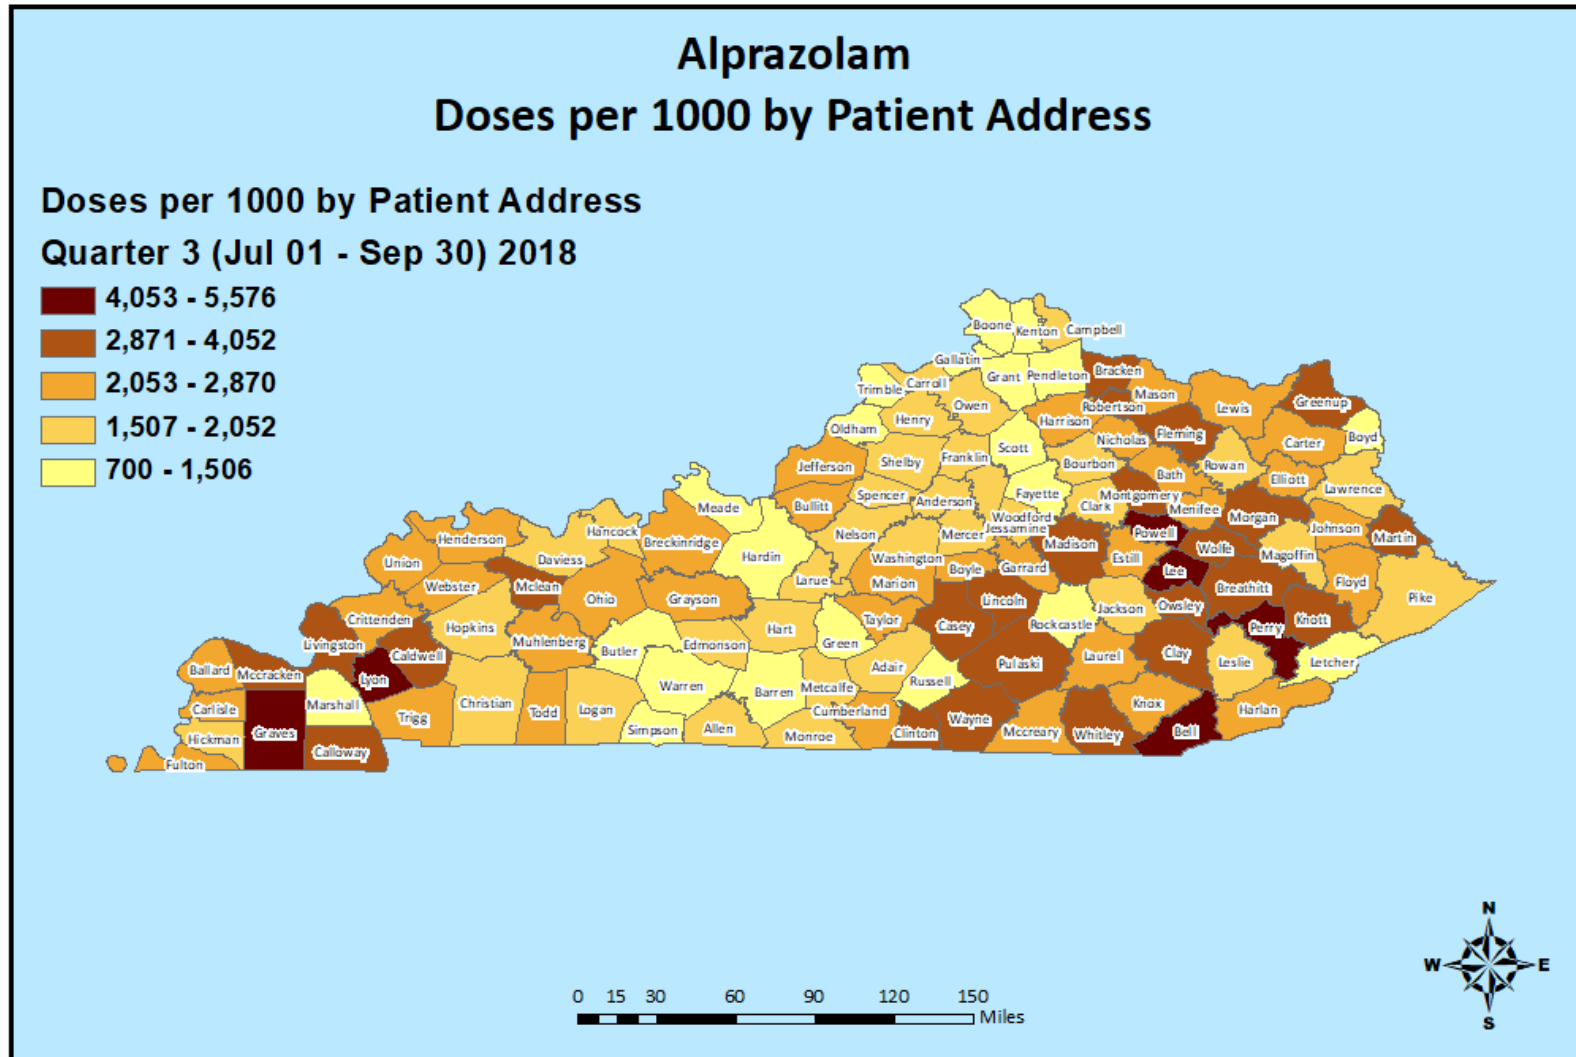 Alprazolam
Doses per 1000 by Patient Address
Doses per 1000 by Patient Address
Quarter 3 (Jul 01 - Sep 30) 2018
4,053 - 5,576
2,871 - 4,052
2,053 - 2,870
1,507 - 2,052
700 - 1,506
Boone
Kenton
Campbell
Gallatin
Grant
Pendleton
Bracken
Trimble
Carroll
Owen
Robertson
Mason
Lewis
Greenup
Oldham
Henry
Harrison
Nicholas
Fleming
Carter
Boyd
Jefferson
Shelby
Franklin
Scott
Bourbon
Bath
Rowan
Elliott
Lawrence
Bullitt
Spencer
Anderson
Woodford
Fayette
Clark
Montgomery
Menifee
Morgan
Johnson
Martin
Meade
Hancock
Breckinridge
Hardin
Nelson
Washington
Mercer
Jessamine
Madison
Estill
Powell
Wolfe
Magoffin
Floyd
Pike
Henderson
Union
Daviess
Webster
Mclean
Ohio
Grayson
Larue
Marion
Boyle
Garrard
Lee
Breathitt
Owsley
Knott
Perry
Crittenden
Livingston
Hopkins
Muhlenberg
Butler
Edmonson
Hart
Green
Taylor
Casey
Lincoln
Rockcastle
Jackson
Clay
Leslie
Letcher
Ballard
Mccracken
Lyon
Caldwell
Warren
Barren
Metcalfe
Adair
Russell
Pulaski
Laurel
Knox
Harlan
Carlisle
Graves
Marshall
Trigg
Christian
Todd
Logan
Simpson
Allen
Monroe
Cumberland
Clinton
Wayne
Mccreary
Whitley
Bell
Hickman
Fulton
Calloway
N
W
E
S
0 15 30 60 90 120 150
Miles